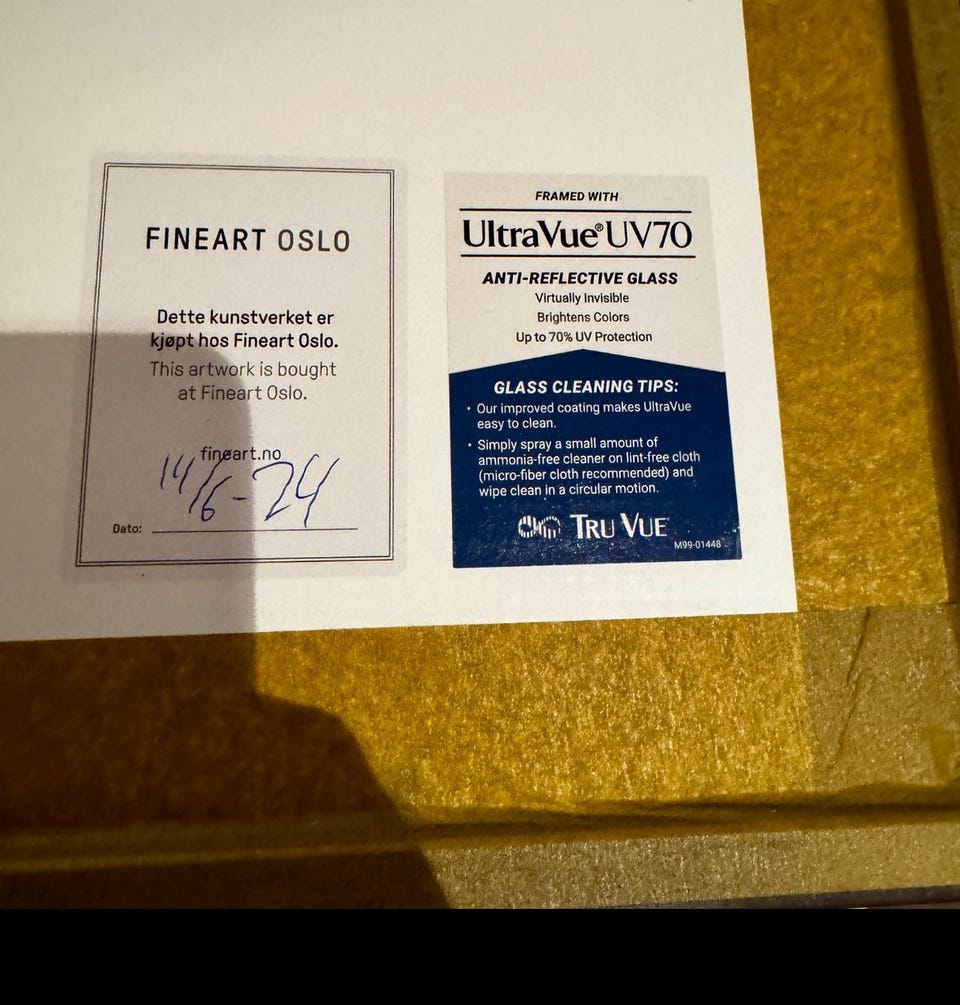 FINEART OSLO
Dette kunstverket er
kjøpt hos Fineart Oslo.
This artwork is bought
at Fineart Oslo.
fineart.no
14/6-24
Dato:
FRAMED WITH
UltraVue® UV70
ANTI-REFLECTIVE GLASS
Virtually Invisible
Brightens Colors
Up to 70% UV Protection
GLASS CLEANING TIPS:
• Our improved coating makes UltraVue
easy to clean.
• Simply spray a small amount of
ammonia-free cleaner on lint-free cloth
(micro-fiber cloth recommended) and
wipe clean in a circular motion.
TRU VUE
M99-01448